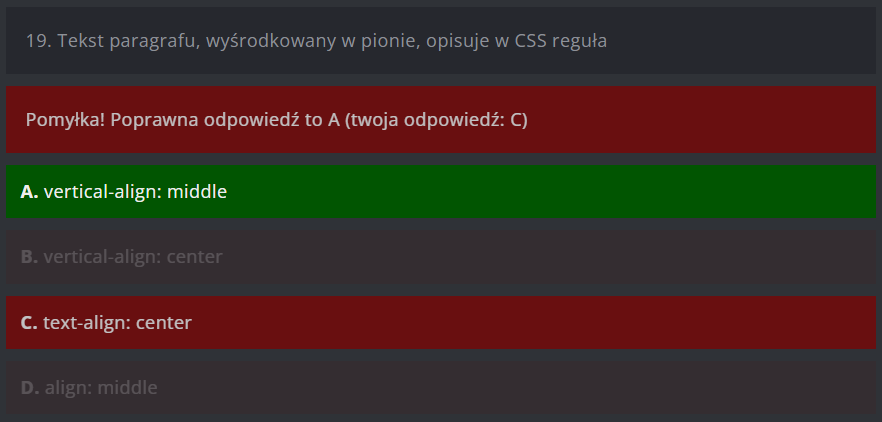 19. Tekst paragrafu, wyśrodkowany w pionie, opisuje w CSS reguła
Pomyłka! Poprawna odpowiedź to A (twoja odpowiedź: C)
A. vertical-align: middle
B. vertical-align: center
C. text-align: center
D. align: middle